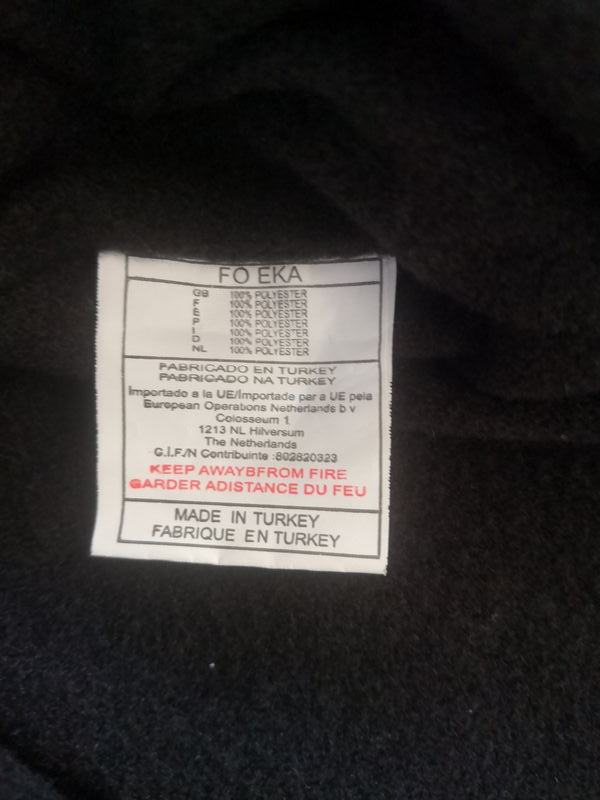 FO EKA
GB 100% POLYESTER
F 100% POLYESTER
E 100% POLYESTER
P 100% POLYESTER
I 100% POLYESTER
D 100% POLYESTER
NL 100% POLYESTER
FABRICADO EN TURKEY
FABRICADO NA TURKEY
Importado a la UE/Importade par a UE pela
European Operations Netherlands b v
Colosseum 1
1213 NL Hilversum
The Netherlands
G.İ.F./N Contribuinte :802820323
KEEP AWAYBFROM FIRE
GARDER ADISTANCE DU FEU
MADE IN TURKEY
FABRIQUE EN TURKEY